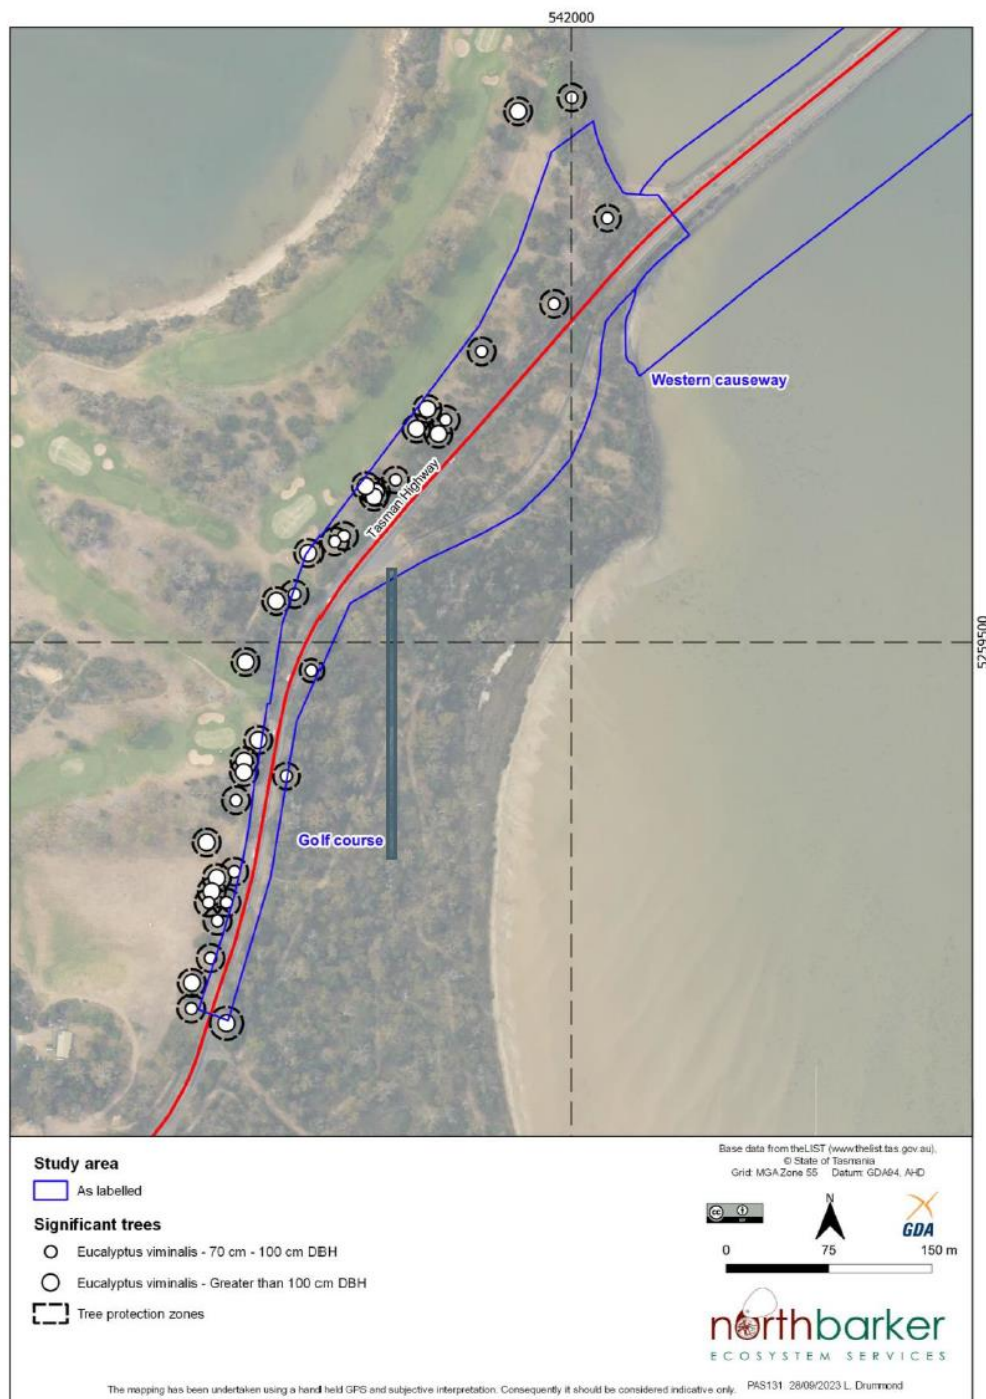 542000
5259500
Western causeway
Tasman Highway
Golf course
Study area
As labelled
Significant trees
Eucalyptus viminalis - 70 cm - 100 cm DBH
Eucalyptus viminalis - Greater than 100 cm DBH
Tree protection zones
Base data from theLIST (www.thelist.tas.gov.au),
© State of Tasmania
Grid: MGA Zone 55 Datum: GDA94, AHD
cc
BY
N
GDA
0 75 150 m
northbarker
ECOSYSTEM SERVICES
The mapping has been undertaken using a hand held GPS and subjective interpretation. Consequently it should be considered indicative only.
PAS131 28/09/2023 L. Drummond